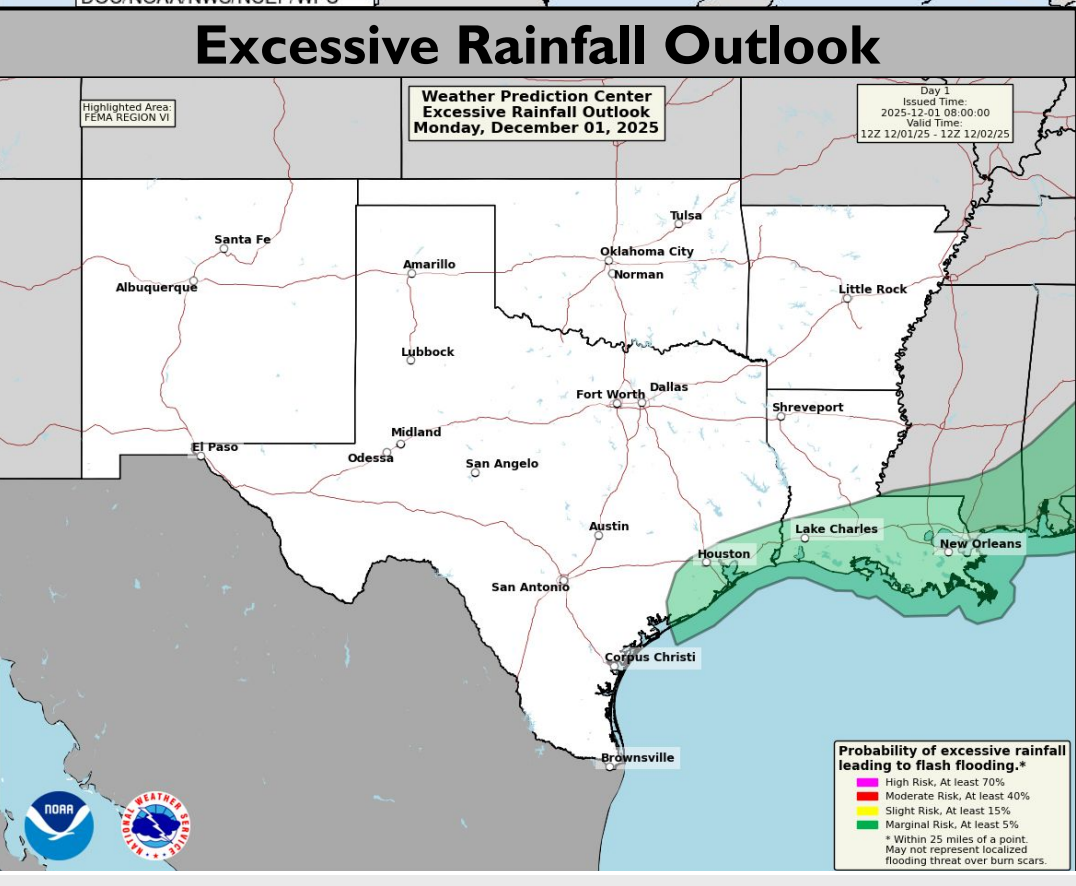 DOC/NOAA/NWS/NCEP/WPC
Excessive Rainfall Outlook
Highlighted Area:
FEMA REGION VI
Weather Prediction Center
Excessive Rainfall Outlook
Monday, December 01, 2025
Day 1
Issued Time:
2025-12-01 08:00:00
Valid Time:
12Z 12/01/25 - 12Z 12/02/25
Tulsa
Santa Fe
Oklahoma City
Amarillo
Norman
Albuquerque
Little Rock
Lubbock
Dallas
Fort Worth
Shreveport
Midland
El Paso
Odessa
San Angelo
Austin
Lake Charles
New Orleans
Houston
San Antonio
Corpus Christi
Brownsville
Probability of excessive rainfall
leading to flash flooding.*
High Risk, At least 70%
Moderate Risk, At least 40%
Slight Risk, At least 15%
Marginal Risk, At least 5%
* Within 25 miles of a point.
May not represent localized
flooding threat over burn scars.
NOAA
NATIONAL WEATHER SERVICE